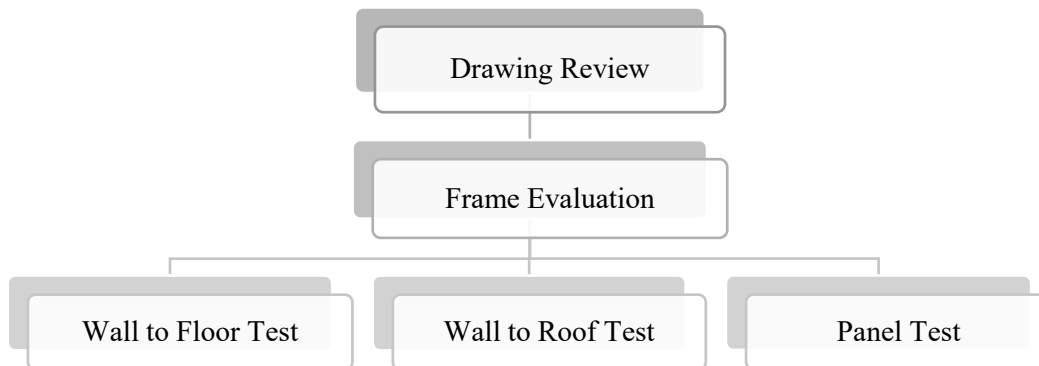 Drawing Review
Frame Evaluation
Wall to Floor Test
Wall to Roof Test
Panel Test